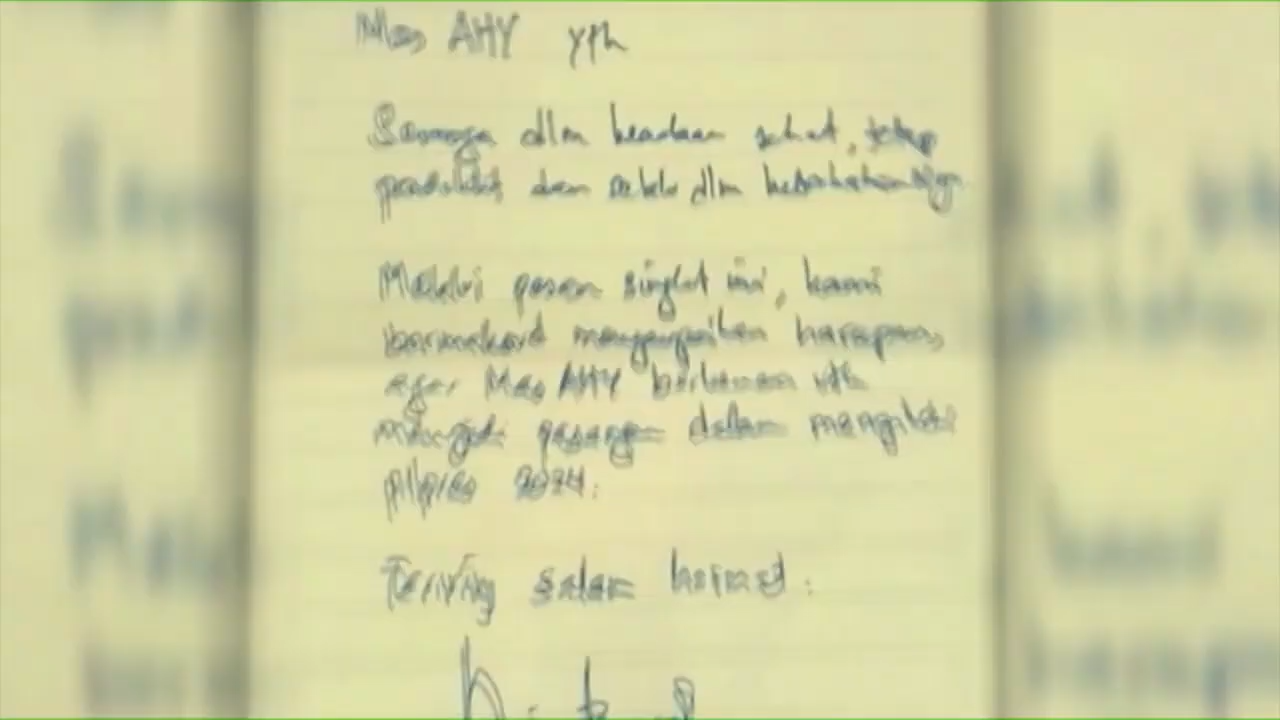 Mas AHY yth
Semoga dlm keadaan sehat, tetap
produktif dan selalu dlm
Melalui pesan singkat ini, kami
bermaksud menyampaikan harapan,
agar Mas AHY berkenan utk
menjadi pasangan dalam mengikuti
pilpres 2024.
Teriring salam hormat.